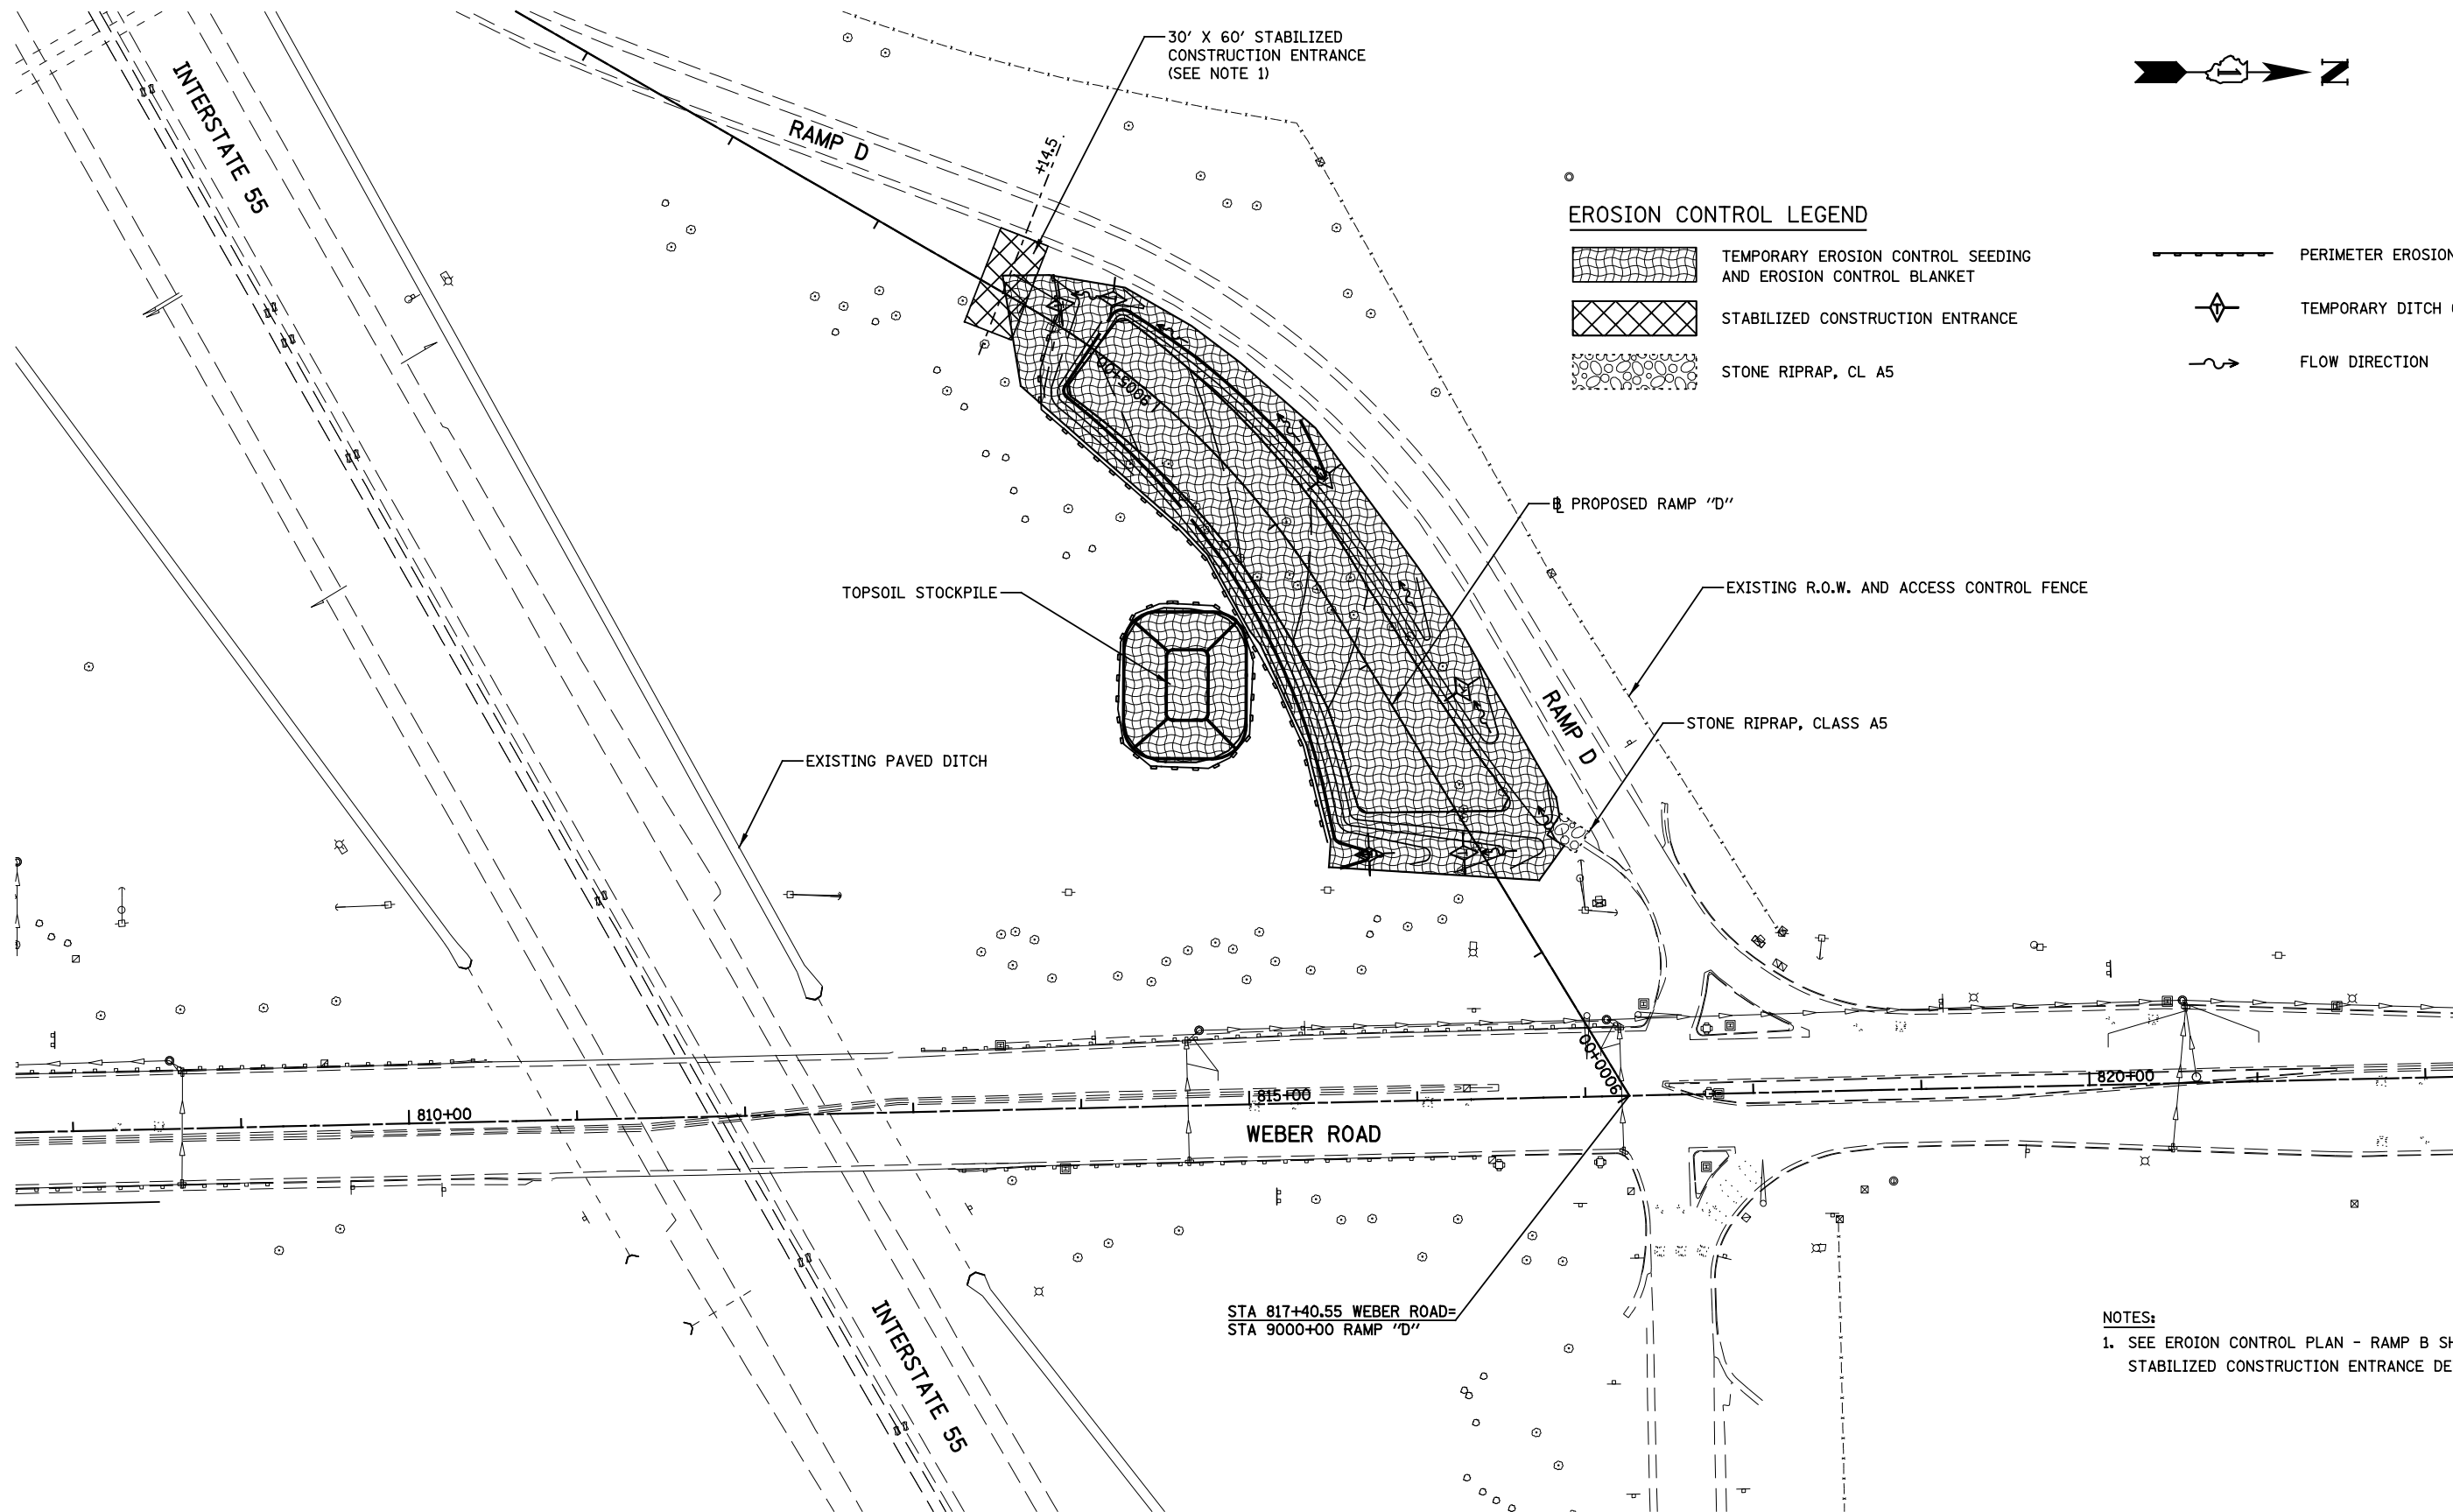 30' X 60' STABILIZED
CONSTRUCTION ENTRANCE
(SEE NOTE 1)
N
INTERSTATE 55
RAMP D
+14.5
EROSION CONTROL LEGEND
TEMPORARY EROSION CONTROL SEEDING
AND EROSION CONTROL BLANKET
STABILIZED CONSTRUCTION ENTRANCE
STONE RIPRAP, CL A5
PERIMETER EROSION
TEMPORARY DITCH
FLOW DIRECTION
9005+00
PROPOSED RAMP "D"
TOPSOIL STOCKPILE
EXISTING R.O.W. AND ACCESS CONTROL FENCE
RAMP D
STONE RIPRAP, CLASS A5
EXISTING PAVED DITCH
9000+00
810+00
815+00
820+00
WEBER ROAD
STA 817+40.55 WEBER ROAD=
STA 9000+00 RAMP "D"
INTERSTATE 55
NOTES:
1. SEE EROION CONTROL PLAN - RAMP B SH
STABILIZED CONSTRUCTION ENTRANCE DE